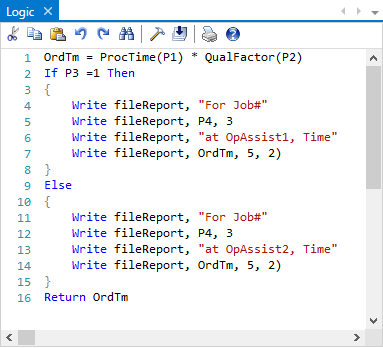 Logic
1 OrdTm = ProcTime(P1) * QualFactor(P2)
2 If P3 =1 Then
3 {
4 Write fileReport, "For Job#"
5 Write fileReport, P4, 3
6 Write fileReport, "at OpAssist1, Time"
7 Write fileReport, OrdTm, 5, 2)
8 }
9 Else
10 {
11 Write fileReport, "For Job#"
12 Write fileReport, P4, 3
13 Write fileReport, "at OpAssist2, Time"
14 Write fileReport, OrdTm, 5, 2)
15 }
16 Return OrdTm